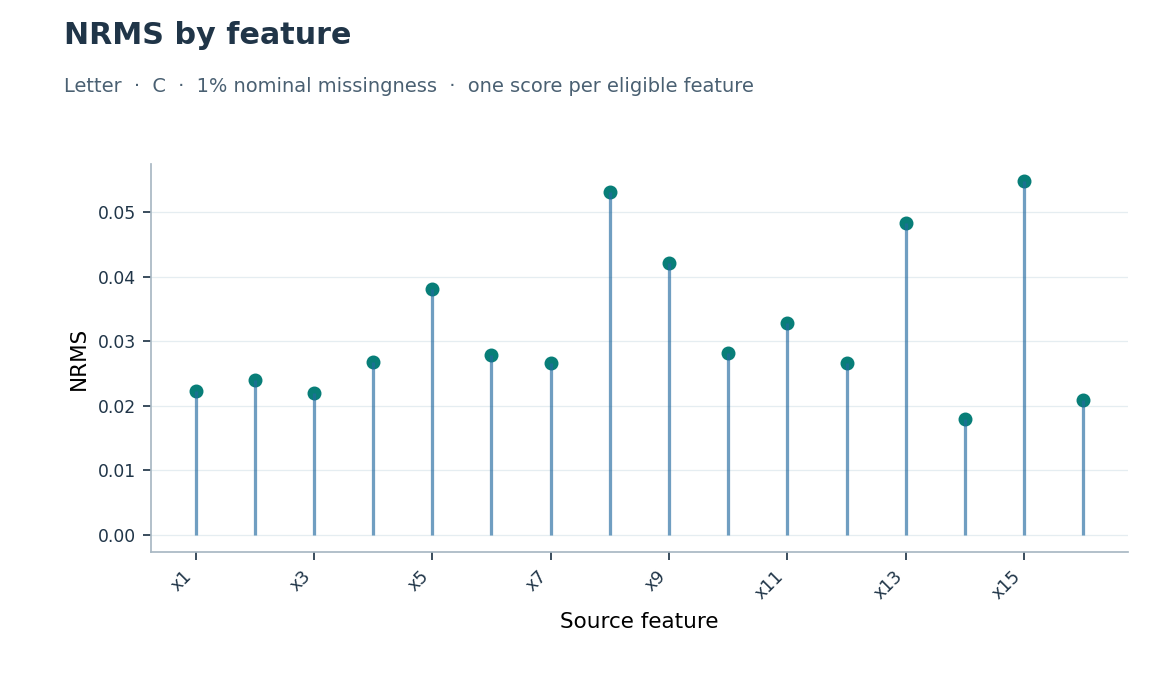 NRMS by feature
Letter · C · 1% nominal missingness · one score per eligible feature
NRMS
0.05
0.04
0.03
0.02
0.01
0.00
x1 x3 x5 x7 x9 x11 x13 x15
Source feature